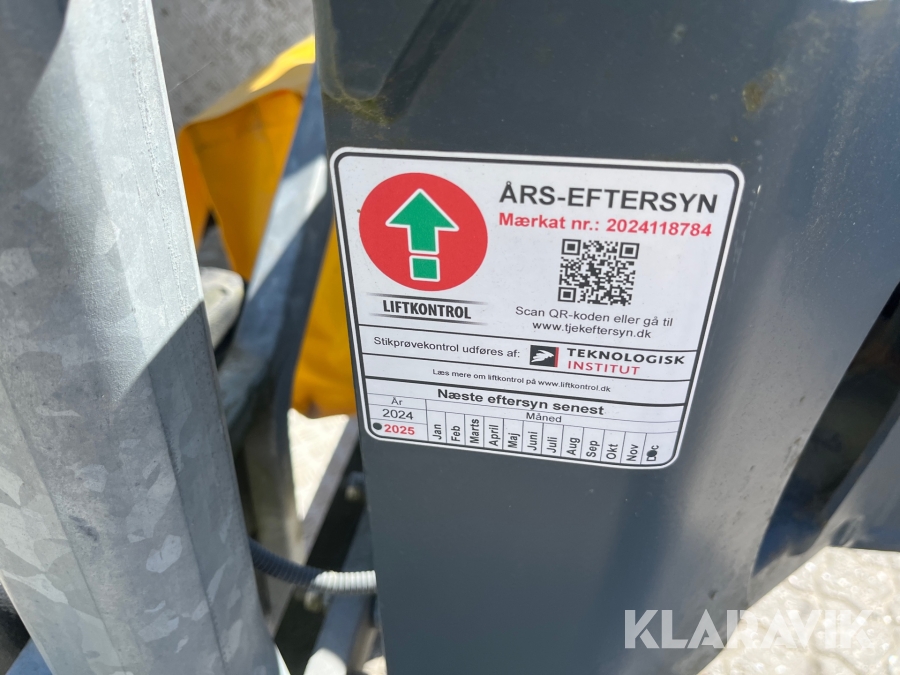 ÅRS-EFTERSYN
Mærkat nr.: 2024118784
LIFTKONTROL
Scan QR-koden eller gå til
www.tjekeftersyn.dk
Stikprøvekontrol udføres af: TEKNOLOGISK
INSTITUT
Læs mere om liftkontrol på www.liftkontrol.dk
Næste eftersyn senest
År Måned
2024
2025
Jan Feb Marts April Maj Juni Juli Aug Sep Okt Nov Dec
KLARAVIK